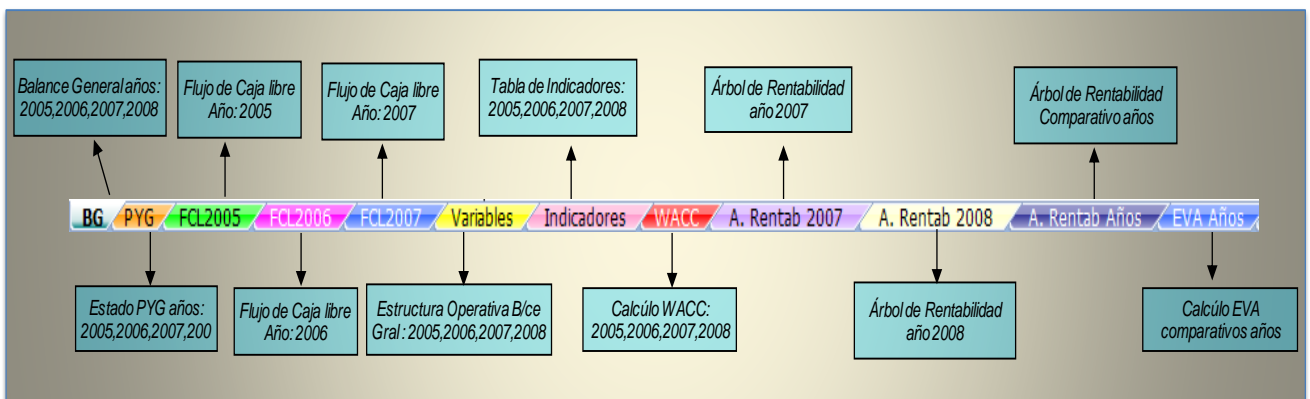 Balance General años:
2005,2006,2007,2008
Flujo de Caja libre
Año: 2005
Flujo de Caja libre
Año: 2007
Tabla de Indicadores:
2005,2006,2007,2008
Árbol de Rentabilidad
año 2007
Árbol de Rentabilidad
Comparativo años
BG PYG FCL2005 FCL2006 FCL2007 Variables Indicadores WACC A. Rentab 2007 A. Rentab 2008 A. Rentab Años EVA Años
Estado PYG años:
2005,2006,2007,200
Flujo de Caja libre
Año: 2006
Estructura Operativa B/ce
Gral : 2005,2006,2007,2008
Calcúlo WACC:
2005,2006,2007,2008
Árbol de Rentabilidad
año 2008
Calcúlo EVA
comparativos años